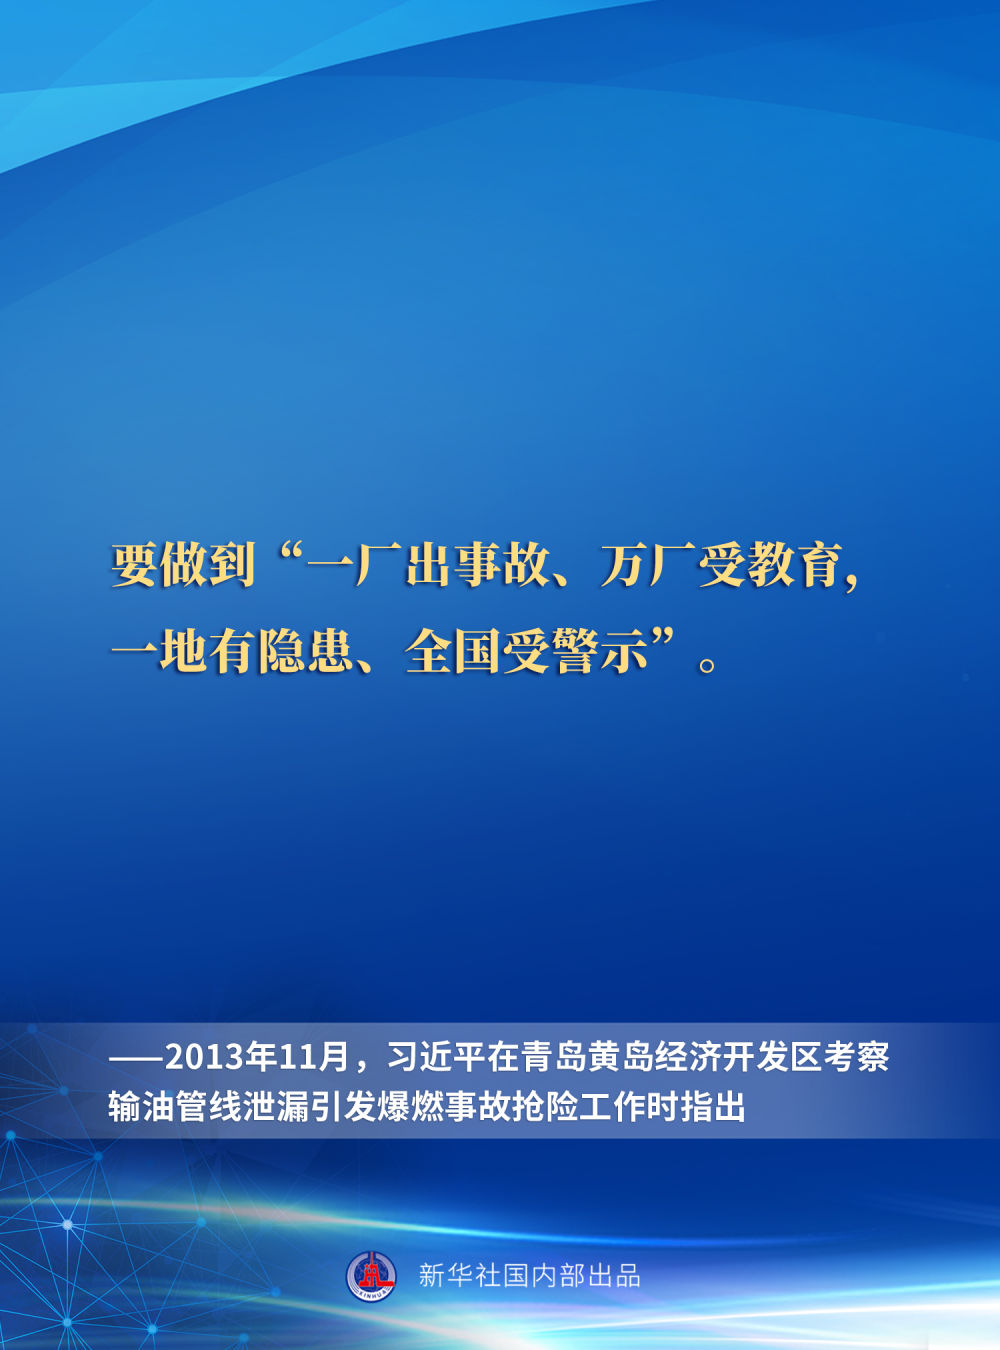 要做到“一厂出事故、万厂受教育，
一地有隐患、全国受警示”。
——2013年11月，习近平在青岛黄岛经济开发区考察
输油管线泄漏引发爆燃事故抢险工作时指出
XINHUA
新华社国内部出品